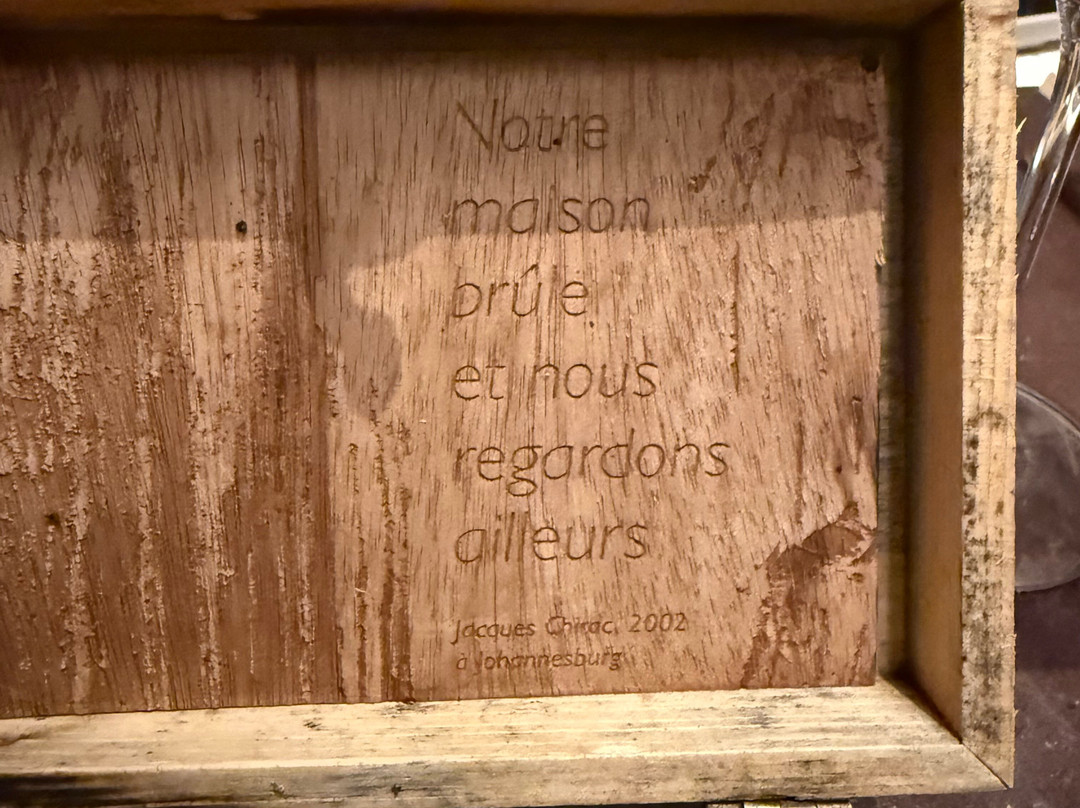 Notre
maison
brûle
et nous
regardons
ailleurs
Jacques Chirac, 2002
à Johannesburg